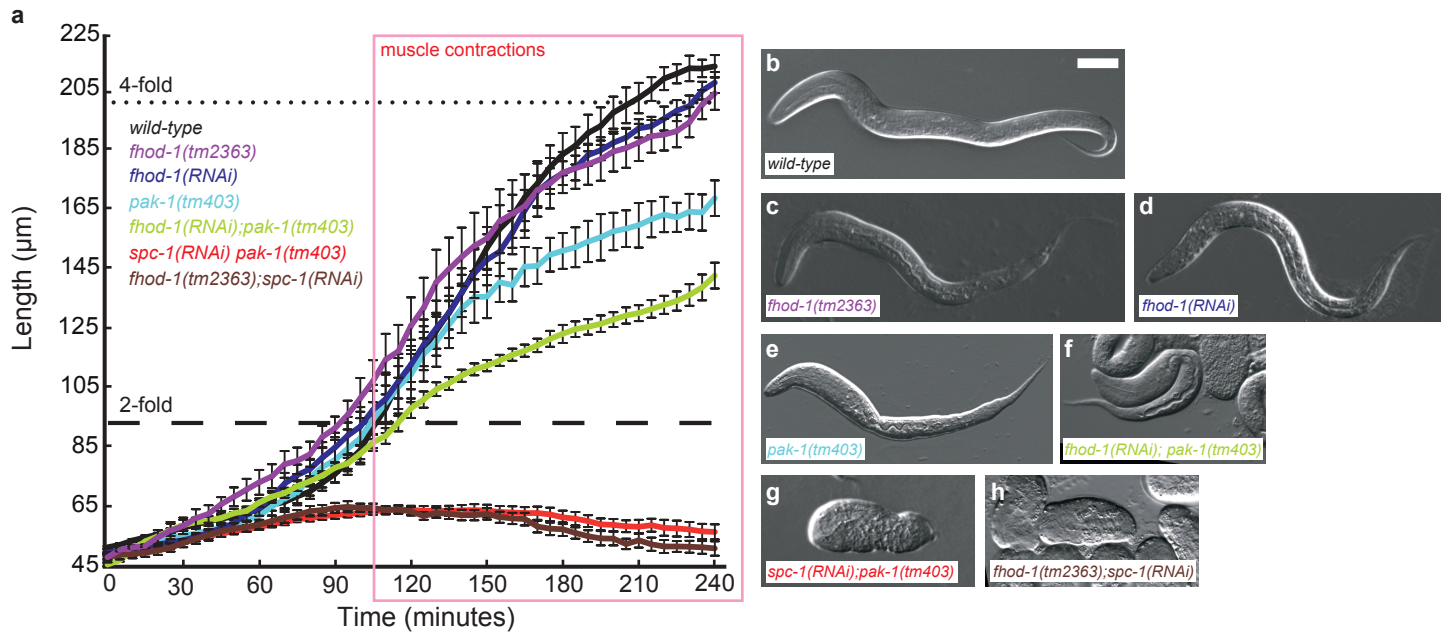 a
225
205
185
165
145
125
105
85
65
45
Length (µm)
muscle contractions
4-fold
wild-type
fhod-1(tm2363)
fhod-1(RNAi)
pak-1(tm403)
fhod-1(RNAi);pak-1(tm403)
spc-1(RNAi) pak-1(tm403)
fhod-1(tm2363);spc-1(RNAi)
2-fold
0 30 60 90 120 150 180 210 240
Time (minutes)
b
wild-type
c
fhod-1(tm2363)
d
fhod-1(RNAi)
e
pak-1(tm403)
f
fhod-1(RNAi); pak-1(tm403)
g
spc-1(RNAi);pak-1(tm403)
h
fhod-1(tm2363);spc-1(RNAi)